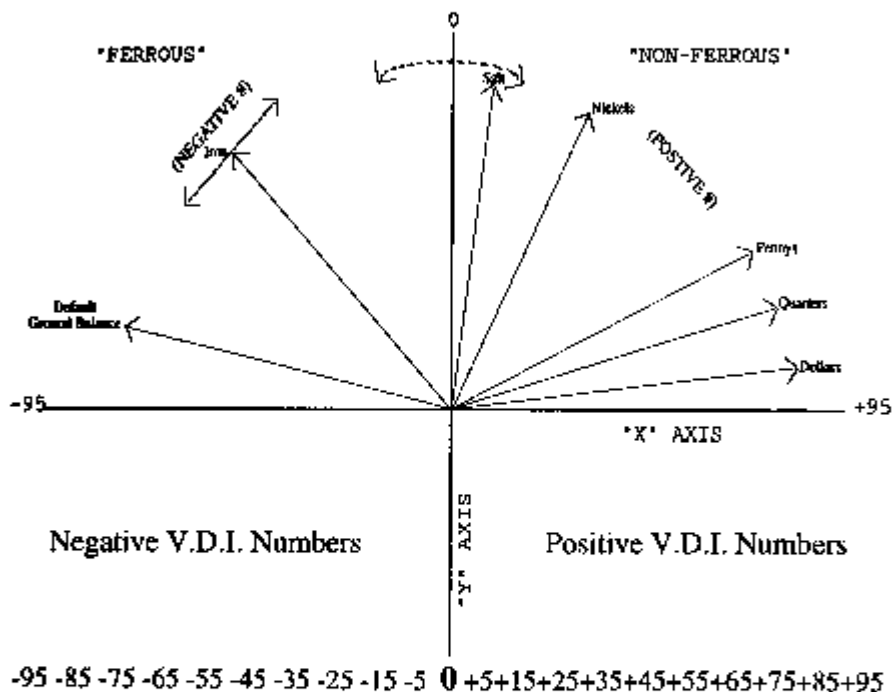 0
"FERROUS"
"NON-FERROUS"
Salt
Nickels
(NEGATIVE #)
Iron
(POSTIVE #)
Pennys
Default
Ground Balance
Quarters
Dollars
-95
+95
"X" AXIS
"Y" AXIS
Negative V.D.I. Numbers
Positive V.D.I. Numbers
-95 -85 -75 -65 -55 -45 -35 -25 -15 -5 0 +5+15+25+35+45+55+65+75+85+95